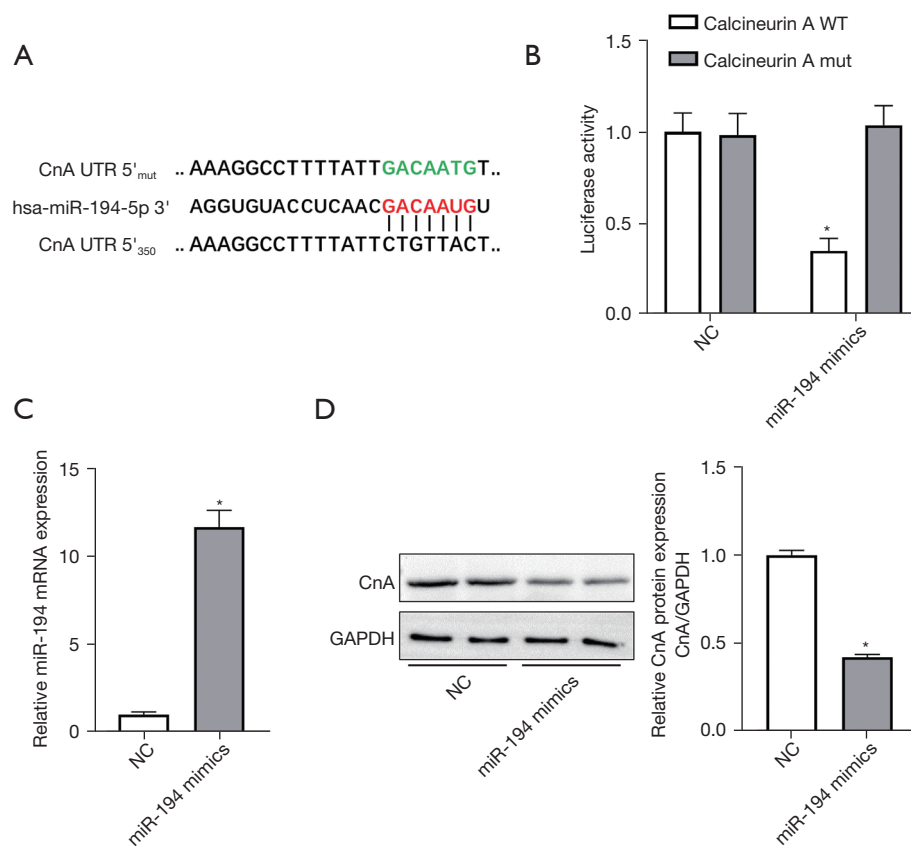 A
CnA UTR 5'mut .. AAAGGCCTTTTATTGACAATGT..
hsa-miR-194-5p 3' AGGUGUACCUCAACGACAAUGU
CnA UTR 5'350 .. AAAGGCCTTTTATTCTGTTACT..
B
Calcineurin A WT
Calcineurin A mut
Luciferase activity
1.5
1.0
0.5
0.0
*
NC
miR-194 mimics
C
Relative miR-194 mRNA expression
15
10
5
0
*
NC
miR-194 mimics
D
CnA
GAPDH
NC
miR-194 mimics
Relative CnA protein expression
CnA/GAPDH
1.5
1.0
0.5
0.0
*
NC
miR-194 mimics